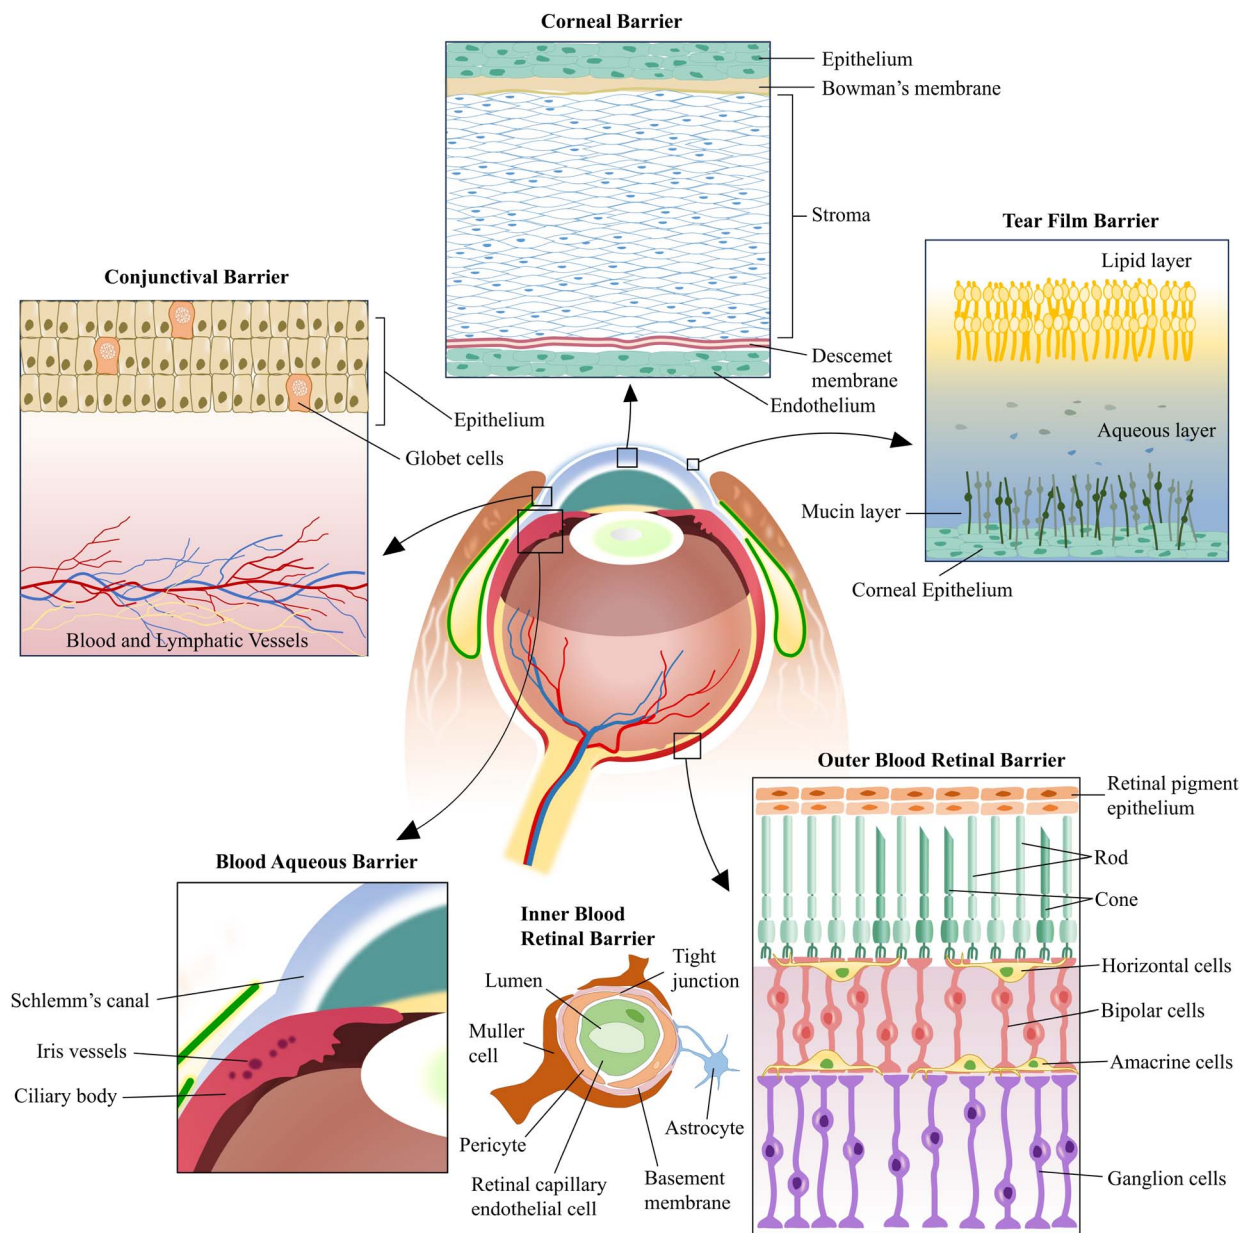 Corneal Barrier
Epithelium
Bowman's membrane
Stroma
Descemet
membrane
Endothelium
Tear Film Barrier
Lipid layer
Aqueous layer
Mucin layer
Corneal Epithelium
Conjunctival Barrier
Epithelium
Globet cells
Blood and Lymphatic Vessels
Blood Aqueous Barrier
Schlemm's canal
Iris vessels
Ciliary body
Inner Blood
Retinal Barrier
Lumen
Tight
junction
Muller
cell
Pericyte
Astrocyte
Retinal capillary
endothelial cell
Basement
membrane
Outer Blood Retinal Barrier
Retinal pigment
epithelium
Rod
Cone
Horizontal cells
Bipolar cells
Amacrine cells
Ganglion cells